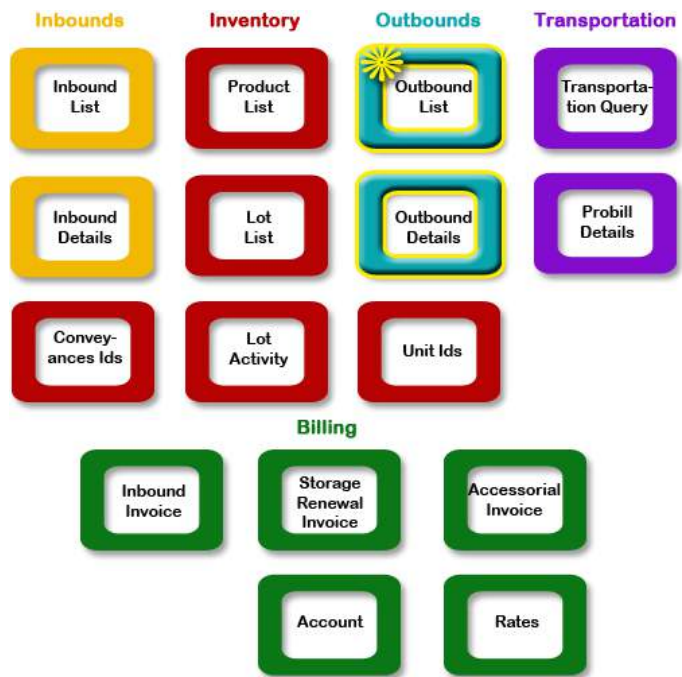 Inbounds Inventory Outbounds Transportation
Inbound
List
Product
List
Outbound
List
Transporta-
tion Query
Inbound
Details
Lot
List
Outbound
Details
Probill
Details
Convey-
ances Ids
Lot
Activity
Unit Ids
Billing
Inbound
Invoice
Storage
Renewal
Invoice
Accessorial
Invoice
Account
Rates